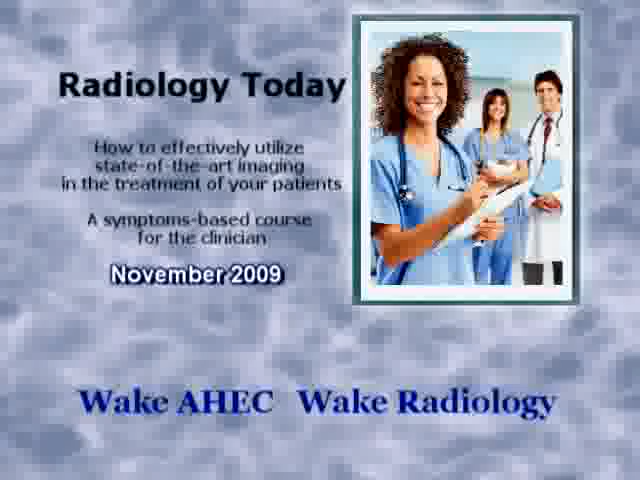 Radiology Today
How to effectively utilize
state-of-the-art imaging
in the treatment of your patients
A symptoms-based course
for the clinician
November 2009
Wake AHEC Wake Radiology